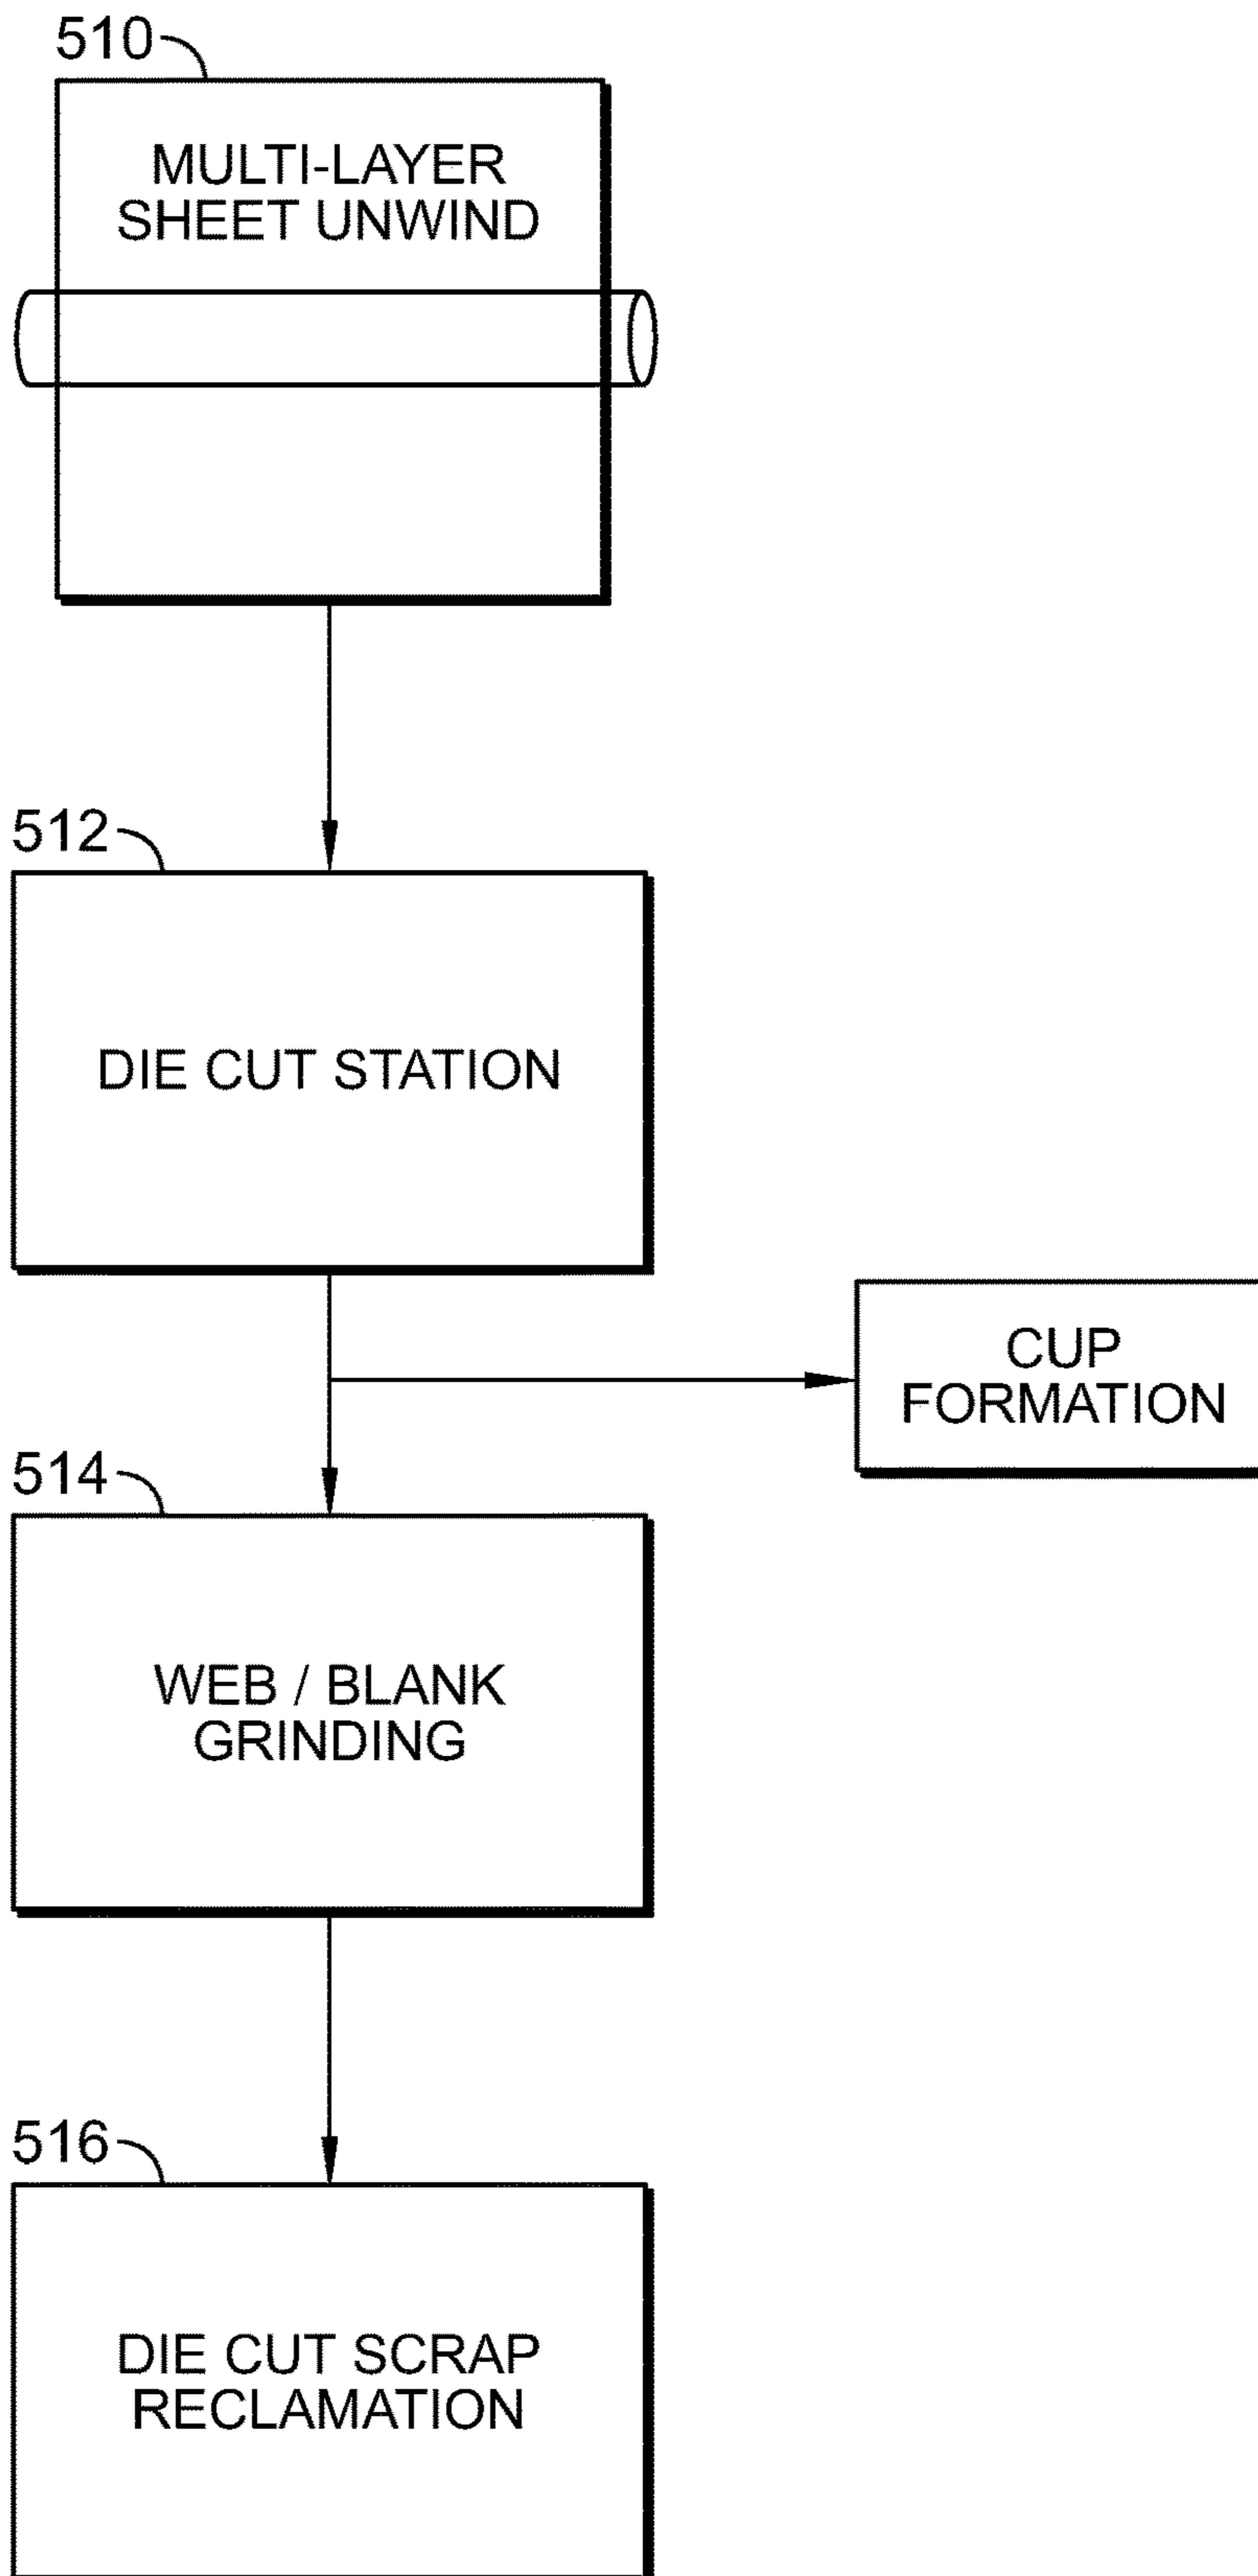 510
MULTI-LAYER
SHEET UNWIND
512
DIE CUT STATION
CUP
FORMATION
514
WEB / BLANK
GRINDING
516
DIE CUT SCRAP
RECLAMATION